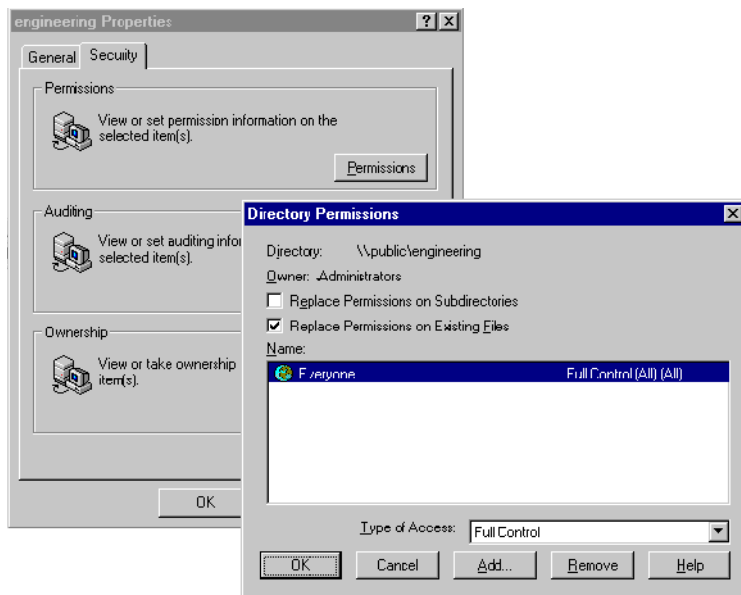 engineering Properties
General
Security
Permissions
View or set permission information on the
selected item(s).
Permissions
Auditing
View or set auditing infor
selected item(s).
Ownership
View or take ownership
item(s).
OK
Directory Permissions
Directory: \\public\engineering
Owner: Administrators
Replace Permissions on Subdirectories
Replace Permissions on Existing Files
Name:
Everyone Full Control (All) (All)
Type of Access: Full Control
OK Cancel Add... Remove Help